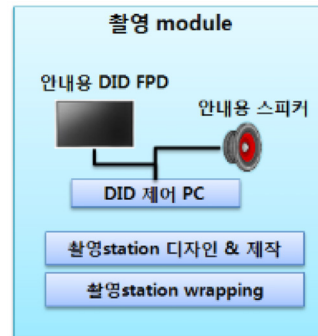 촬영 module
안내용 DID FPD
안내용 스피커
DID 제어 PC
촬영station 디자인 & 제작
촬영station wrapping